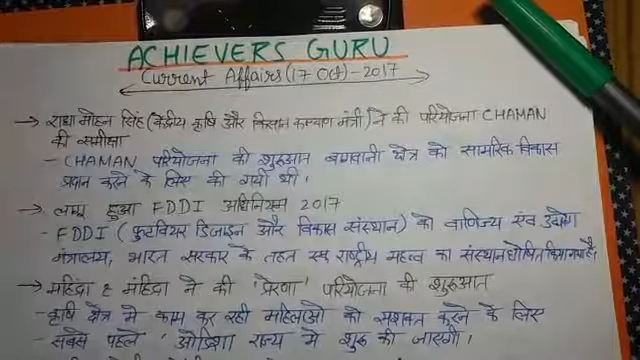 ACHIEVERS GURU
Current Affairs (17 Oct)-2017
→ राधा मोहन सिंह (केंद्रीय कृषि और किसान कल्याण मंत्री) ने की परियोजना CHAMAN
की समीक्षा
- CHAMAN परियोजना की शुरुआत बागवानी क्षेत्र को सामरिक विकास
प्रदान करने के लिए की गयी थी।
→ लागू हुआ FDDI अधिनियम 2017
- FDDI (फुटवियर डिजाइन और विकास संस्थान) को वाणिज्य एंव उद्योग
मंत्रालय, भारत सरकार के तहत राष्ट्रीय महत्व का संस्थान घोषित किया गया है।
→ महिंद्रा & महिंद्रा ने की 'प्रेरणा' परियोजना की शुरुआत
- कृषि क्षेत्र मे काम कर रही महिलाओ को सशक्त करने के लिए
- सबसे पहले 'ओडिशा राज्य मे शुरू की जाएगी।